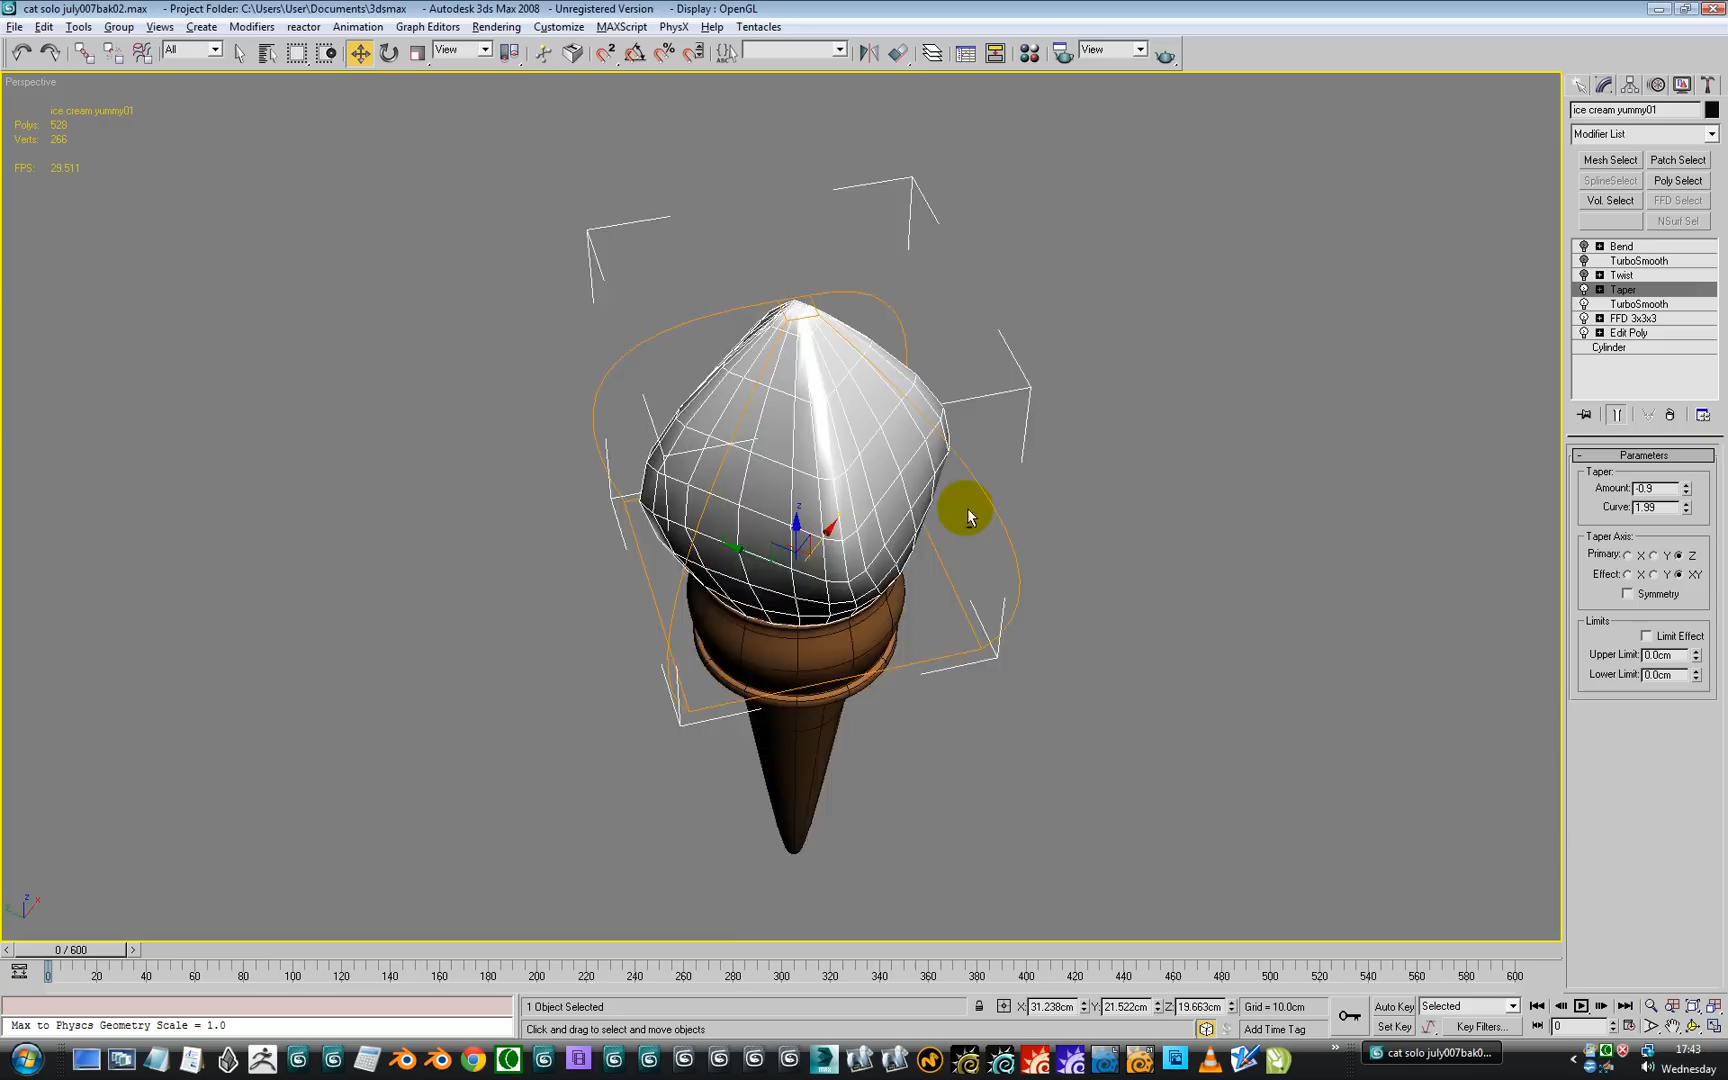 cat solo july007bak02.max - Project Folder: C:\Users\User\Documents\3dsmax - Autodesk 3ds Max 2008 - Unregistered Version - Display : OpenGL
File Edit Tools Group Views Create Modifiers reactor Animation Graph Editors Rendering Customize MAXScript PhysX Help Tentacles
All View View
Perspective
ice cream yummy01
Polys: 528
Verts: 266
FPS: 29.511
z
ice cream yummy01
Modifier List
Mesh Select Patch Select
SplineSelect Poly Select
Vol. Select FFD Select
NSurf Sel
Bend
TurboSmooth
Twist
Taper
TurboSmooth
FFD 3x3x3
Edit Poly
Cylinder
- Parameters
Taper:
Amount: -0.9
Curve: 1.99
Taper Axis:
Primary: X Y Z
Effect: X Y XY
Symmetry
Limits
Limit Effect
Upper Limit: 0.0cm
Lower Limit: 0.0cm
z x y
< 0 / 600 >
0 20 40 60 80 100 120 140 160 180 200 220 240 260 280 300 320 340 360 380 400 420 440 460 480 500 520 540 560 580 600
1 Object Selected X: 31.238cm Y: 21.522cm Z: 19.663cm Grid = 10.0cm Auto Key Selected
Max to Physcs Geometry Scale = 1.0 Click and drag to select and move objects Add Time Tag Set Key Key Filters... 0
cat solo july007bak0... 17:43
Wednesday